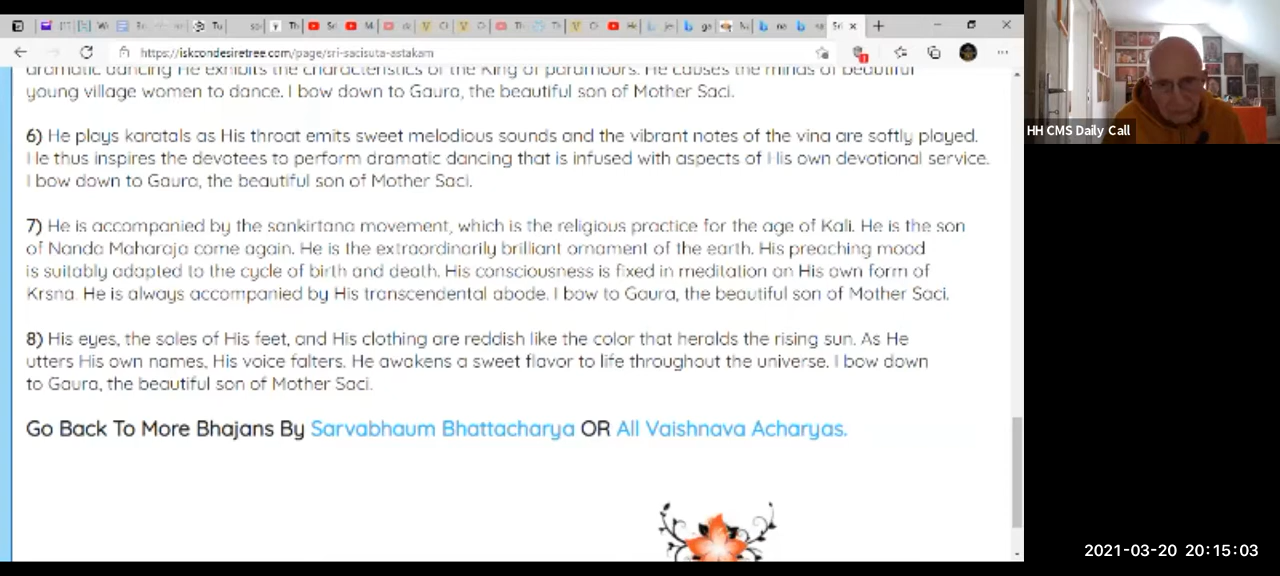 https://iskcondesiretree.com/page/sri-sacisuta-astakam
dramatic dancing He exhibits the characteristics of the King of paramours. He causes the minds of beautiful
young village women to dance. I bow down to Gaura, the beautiful son of Mother Saci.
6) He plays karatals as His throat emits sweet melodious sounds and the vibrant notes of the vina are softly played.
He thus inspires the devotees to perform dramatic dancing that is infused with aspects of His own devotional service.
I bow down to Gaura, the beautiful son of Mother Saci.
7) He is accompanied by the sankirtana movement, which is the religious practice for the age of Kali. He is the son
of Nanda Maharaja come again. He is the extraordinarily brilliant ornament of the earth. His preaching mood
is suitably adapted to the cycle of birth and death. His consciousness is fixed in meditation on His own form of
Krsna. He is always accompanied by His transcendental abode. I bow to Gaura, the beautiful son of Mother Saci.
8) His eyes, the soles of His feet, and His clothing are reddish like the color that heralds the rising sun. As He
utters His own names, His voice falters. He awakens a sweet flavor to life throughout the universe. I bow down
to Gaura, the beautiful son of Mother Saci.
Go Back To More Bhajans By Sarvabhaum Bhattacharya OR All Vaishnava Acharyas.
HH CMS Daily Call
2021-03-20 20:15:03